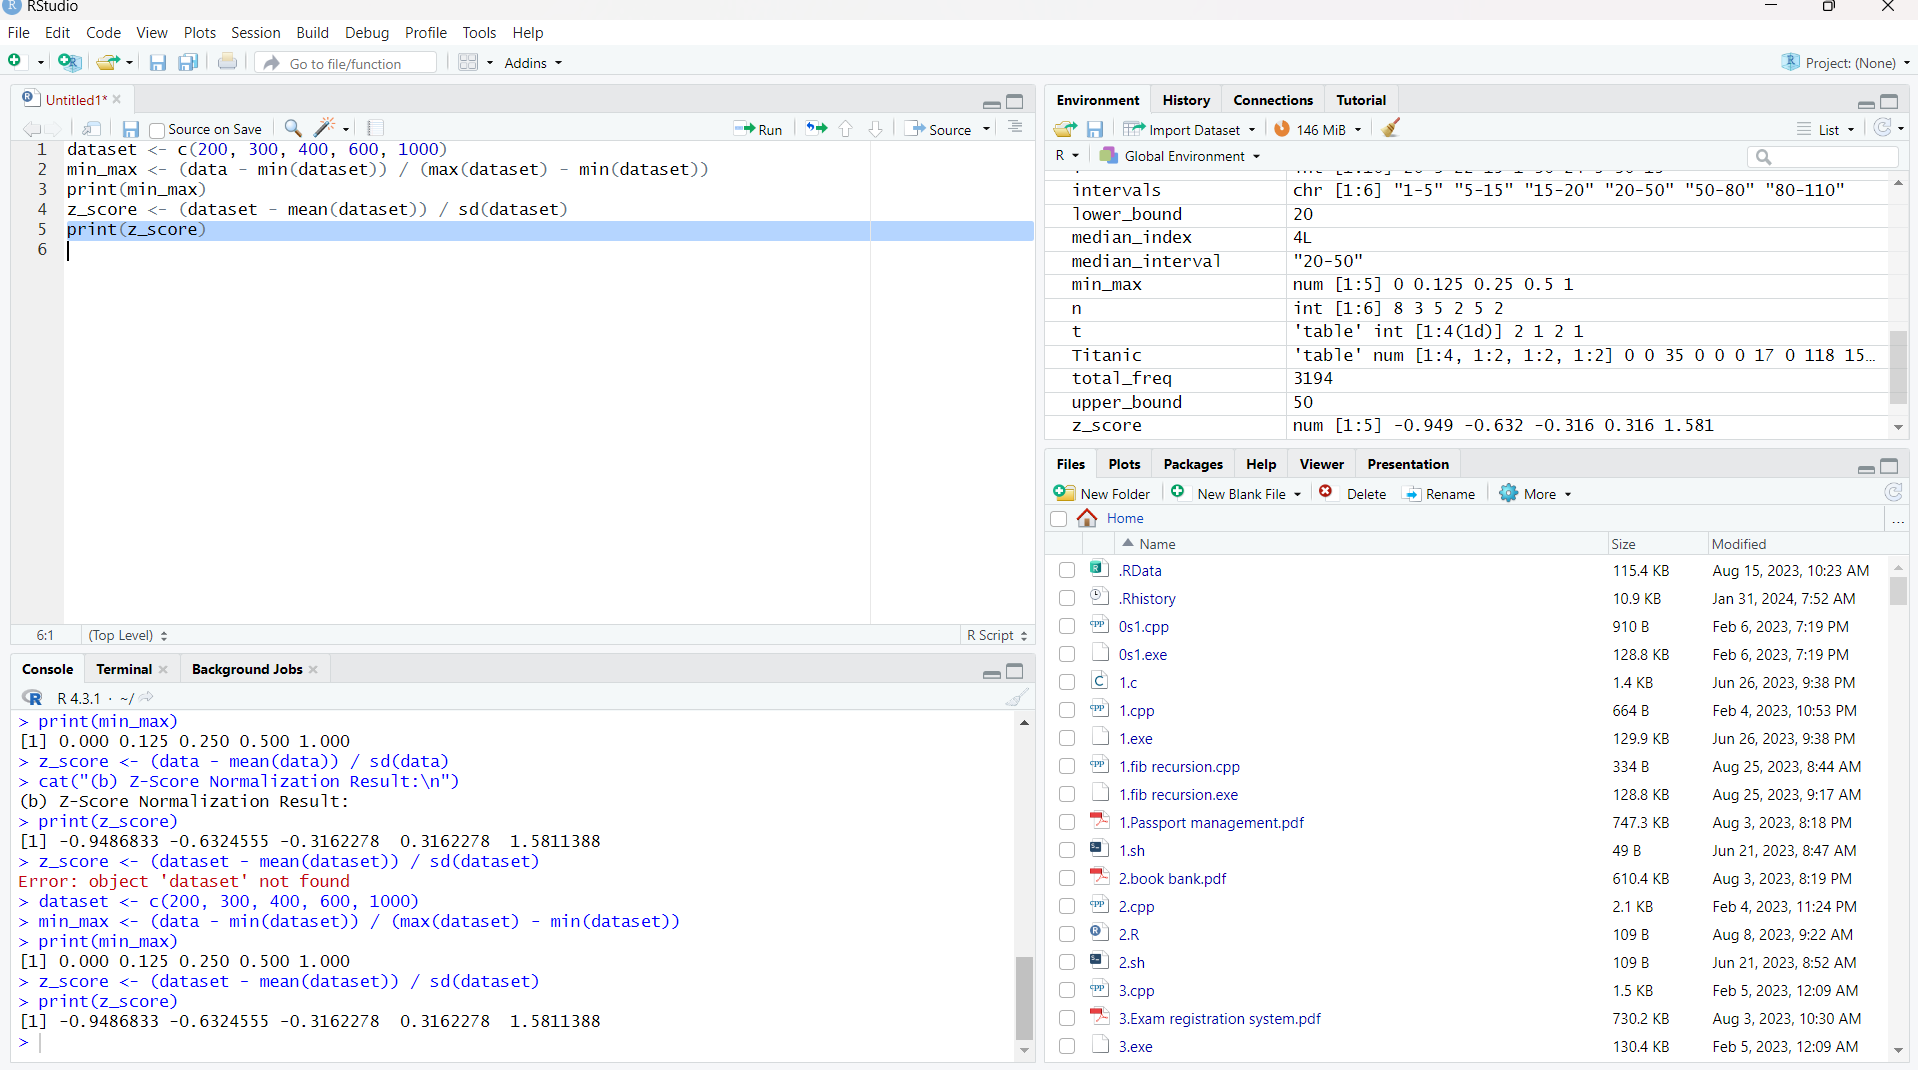 RStudio
File Edit Code View Plots Session Build Debug Profile Tools Help
Go to file/function Addins Project: (None)
Untitled1*
Source on Save Run Source
1 dataset <- c(200, 300, 400, 600, 1000)
2 min_max <- (data - min(dataset)) / (max(dataset) - min(dataset))
3 print(min_max)
4 z_score <- (dataset - mean(dataset)) / sd(dataset)
5 print(z_score)
6
6:1 (Top Level) R Script
Console Terminal Background Jobs
R 4.3.1 · ~/
> print(min_max)
[1] 0.000 0.125 0.250 0.500 1.000
> z_score <- (data - mean(data)) / sd(data)
> cat("(b) Z-Score Normalization Result:\n")
(b) Z-Score Normalization Result:
> print(z_score)
[1] -0.9486833 -0.6324555 -0.3162278  0.3162278  1.5811388
> z_score <- (dataset - mean(dataset)) / sd(dataset)
Error: object 'dataset' not found
> dataset <- c(200, 300, 400, 600, 1000)
> min_max <- (data - min(dataset)) / (max(dataset) - min(dataset))
> print(min_max)
[1] 0.000 0.125 0.250 0.500 1.000
> z_score <- (dataset - mean(dataset)) / sd(dataset)
> print(z_score)
[1] -0.9486833 -0.6324555 -0.3162278  0.3162278  1.5811388
>
Environment History Connections Tutorial
Import Dataset 146 MiB List
R Global Environment
intervals chr [1:6] "1-5" "5-15" "15-20" "20-50" "50-80" "80-110"
lower_bound 20
median_index 4L
median_interval "20-50"
min_max num [1:5] 0 0.125 0.25 0.5 1
n int [1:6] 8 3 5 2 5 2
t 'table' int [1:4(1d)] 2 1 2 1
Titanic 'table' num [1:4, 1:2, 1:2, 1:2] 0 0 35 0 0 0 17 0 118 15…
total_freq 3194
upper_bound 50
z_score num [1:5] -0.949 -0.632 -0.316 0.316 1.581
Files Plots Packages Help Viewer Presentation
New Folder New Blank File Delete Rename More
Home ...
Name Size Modified
.RData 115.4 KB Aug 15, 2023, 10:23 AM
.Rhistory 10.9 KB Jan 31, 2024, 7:52 AM
0s1.cpp 910 B Feb 6, 2023, 7:19 PM
0s1.exe 128.8 KB Feb 6, 2023, 7:19 PM
1.c 1.4 KB Jun 26, 2023, 9:38 PM
1.cpp 664 B Feb 4, 2023, 10:53 PM
1.exe 129.9 KB Jun 26, 2023, 9:38 PM
1.fib recursion.cpp 334 B Aug 25, 2023, 8:44 AM
1.fib recursion.exe 128.8 KB Aug 25, 2023, 9:17 AM
1.Passport management.pdf 747.3 KB Aug 3, 2023, 8:18 PM
1.sh 49 B Jun 21, 2023, 8:47 AM
2.book bank.pdf 610.4 KB Aug 3, 2023, 8:19 PM
2.cpp 2.1 KB Feb 4, 2023, 11:24 PM
2.R 109 B Aug 8, 2023, 9:22 AM
2.sh 109 B Jun 21, 2023, 8:52 AM
3.cpp 1.5 KB Feb 5, 2023, 12:09 AM
3.Exam registration system.pdf 730.2 KB Aug 3, 2023, 10:30 AM
3.exe 130.4 KB Feb 5, 2023, 12:09 AM